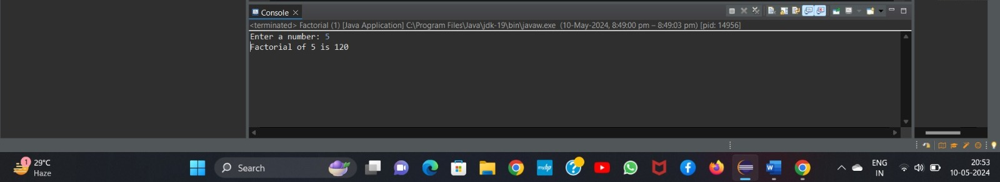 Console
<terminated> Factorial (1) [Java Application] C:\Program Files\Java\jdk-19\bin\javaw.exe (10-May-2024, 8:49:00 pm – 8:49:03 pm) [pid: 14956]
Enter a number: 5
Factorial of 5 is 120
1
29°C
Haze
Search
myhp
W
ENG
IN
20:53
10-05-2024